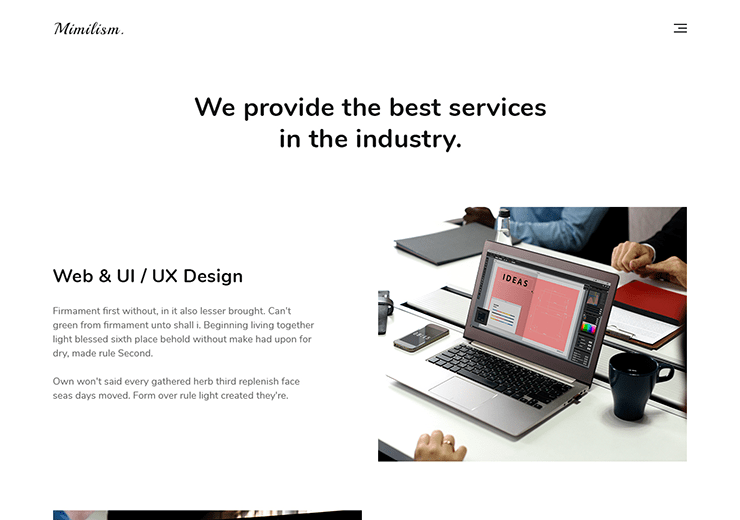 Mimilism.
We provide the best services
in the industry.
Web & UI / UX Design
Firmament first without, in it also lesser brought. Can't
green from firmament unto shall i. Beginning living together
light blessed sixth place behold without make had upon for
dry, made rule Second.
Own won't said every gathered herb third replenish face
seas days moved. Form over rule light created they're.
IDEAS